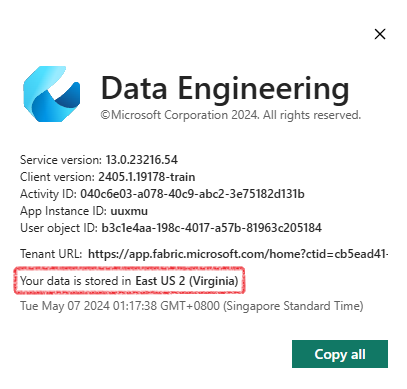 Data Engineering
©Microsoft Corporation 2024. All rights reserved.
Service version: 13.0.23216.54
Client version: 2405.1.19178-train
Activity ID: 040c6e03-a078-40c9-abc2-3e75182d131b
App Instance ID: uuxmu
User object ID: b3c1e4aa-198c-4017-a57b-81963c205184
Tenant URL: https://app.fabric.microsoft.com/home?ctid=cb5ead41-
Your data is stored in East US 2 (Virginia)
Tue May 07 2024 01:17:38 GMT+0800 (Singapore Standard Time)
Copy all